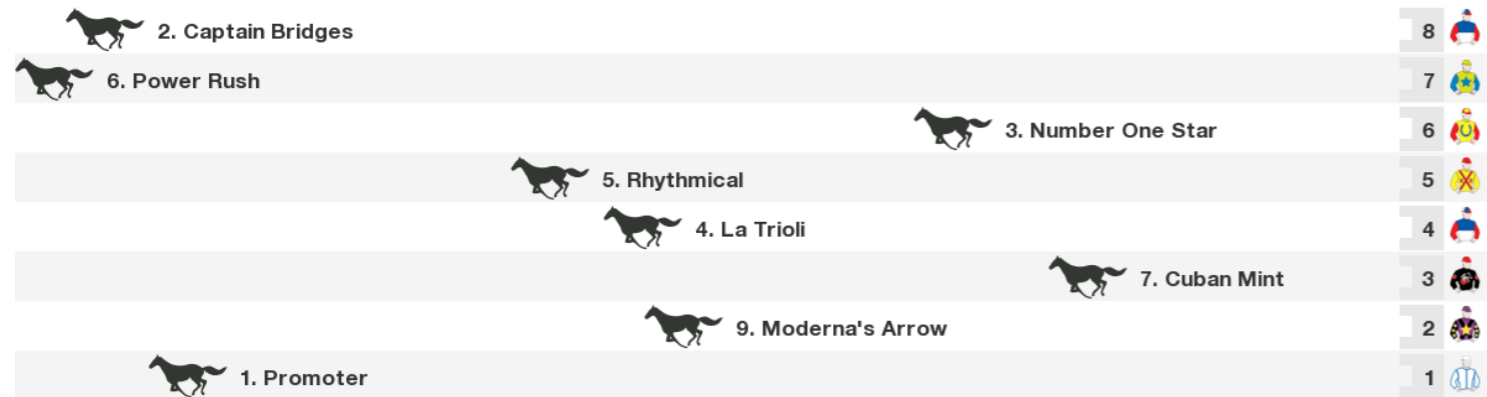 2. Captain Bridges 8
6. Power Rush 7
3. Number One Star 6
5. Rhythmical 5
4. La Trioli 4
7. Cuban Mint 3
9. Moderna's Arrow 2
1. Promoter 1